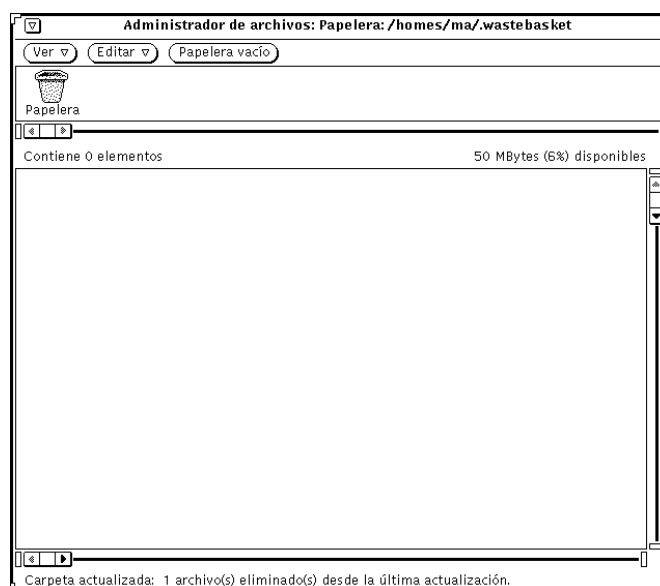 Administrador de archivos: Papelera: /homes/ma/.wastebasket
Ver Editar Papelera vacío
Papelera
Contiene 0 elementos 50 MBytes (6%) disponibles
Carpeta actualizada: 1 archivo(s) eliminado(s) desde la última actualización.